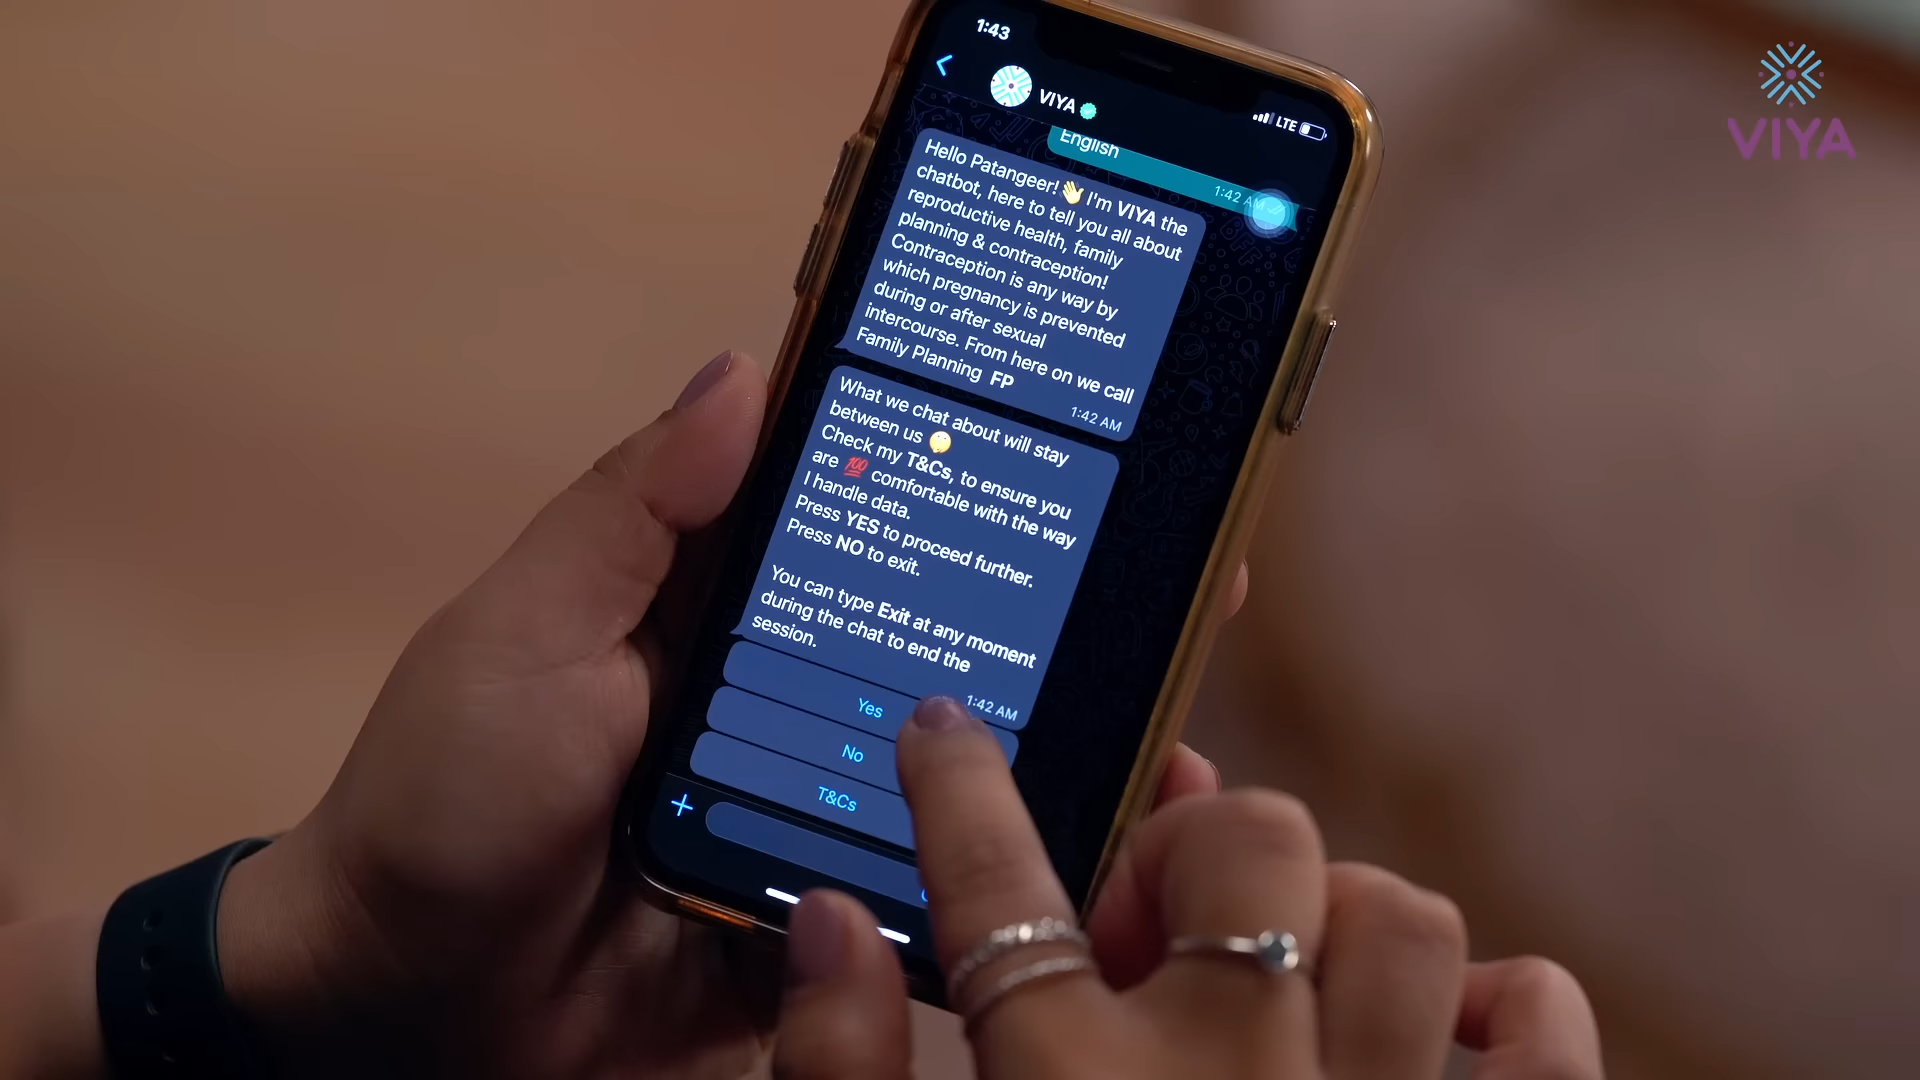 1:43
LTE
VIYA
English
1:42 AM
Hello Patangeer! 👋 I'm VIYA the
chatbot, here to tell you all about
reproductive health, family
planning & contraception!
Contraception is any way by
which pregnancy is prevented
during or after sexual
intercourse. From here on we call
Family Planning FP
1:42 AM
What we chat about will stay
between us 🤫
Check my T&Cs, to ensure you
are 💯 comfortable with the way
I handle data.
Press YES to proceed further.
Press NO to exit.
You can type Exit at any moment
during the chat to end the
session.
1:42 AM
Yes
No
T&Cs
VIYA